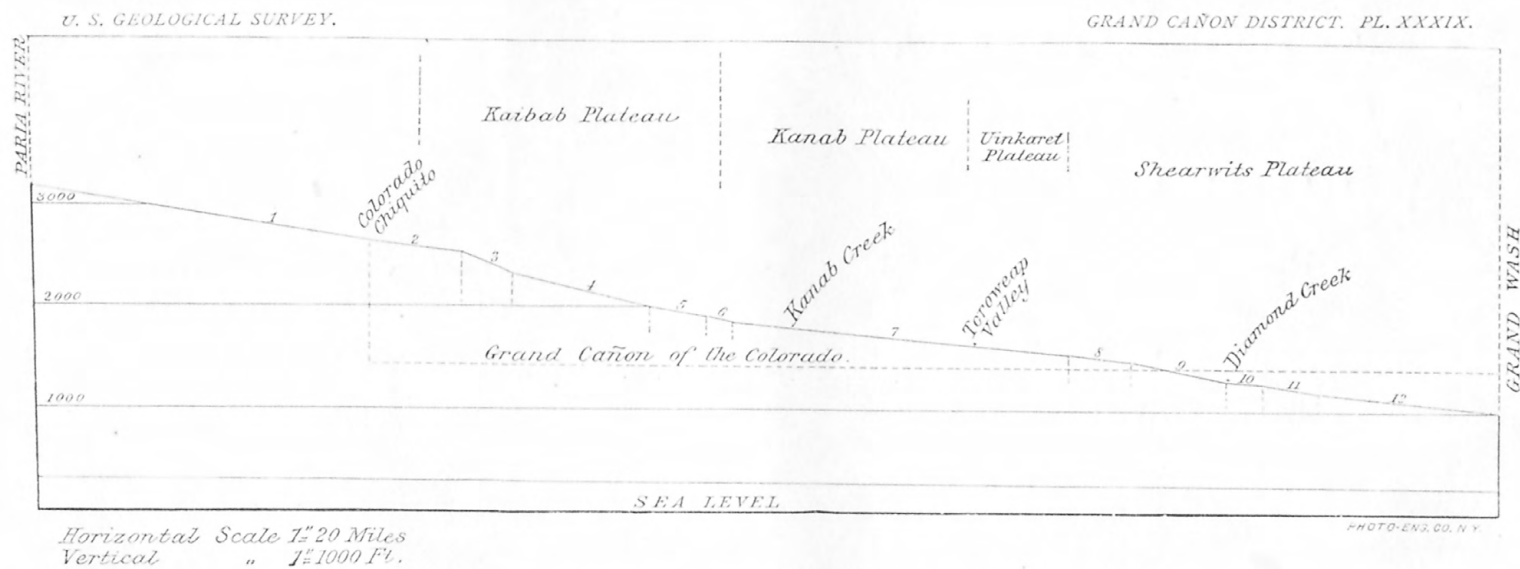 U. S. GEOLOGICAL SURVEY.
GRAND CAÑON DISTRICT. PL. XXXIX.
PARIA RIVER
Kaibab Plateau
Kanab Plateau
Uinkaret
Plateau
Shearwits Plateau
Colorado
Chiquito
3000
1
2
3
4
5
6
Kanab Creek
7
Toroweap
Valley
8
9
Diamond Creek
10
11
12
GRAND WASH
2000
Grand Cañon of the Colorado.
1000
SEA LEVEL
Horizontal Scale 1"= 20 Miles
Vertical " 1"= 1000 Ft.
PHOTO-ENG. CO. N.Y.